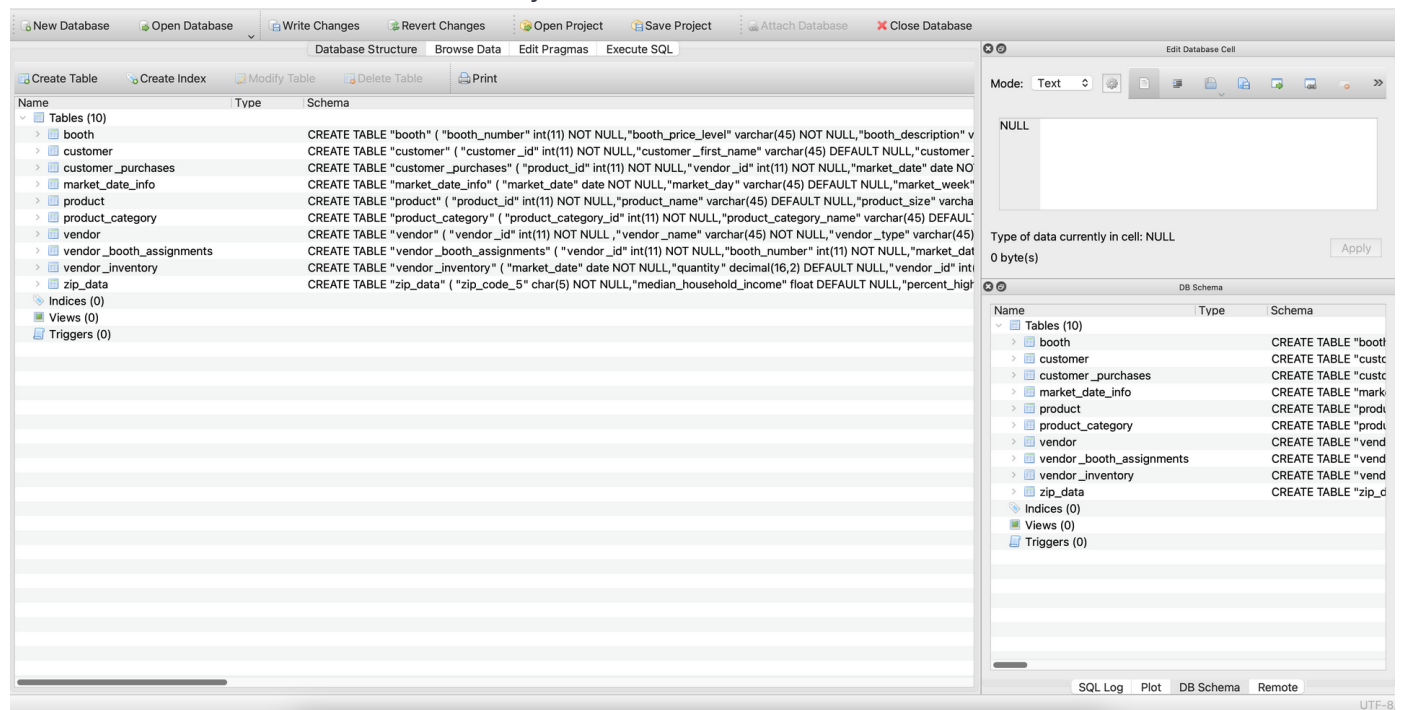 New Database Open Database Write Changes Revert Changes Open Project Save Project Attach Database Close Database
Database Structure Browse Data Edit Pragmas Execute SQL
Create Table Create Index Modify Table Delete Table Print
Name Type Schema
Tables (10)
booth CREATE TABLE "booth" ( "booth_number" int(11) NOT NULL,"booth_price_level" varchar(45) NOT NULL,"booth_description" v
customer CREATE TABLE "customer" ( "customer_id" int(11) NOT NULL,"customer_first_name" varchar(45) DEFAULT NULL,"customer_
customer_purchases CREATE TABLE "customer_purchases" ( "product_id" int(11) NOT NULL,"vendor_id" int(11) NOT NULL,"market_date" date NO
market_date_info CREATE TABLE "market_date_info" ( "market_date" date NOT NULL,"market_day" varchar(45) DEFAULT NULL,"market_week"
product CREATE TABLE "product" ( "product_id" int(11) NOT NULL,"product_name" varchar(45) DEFAULT NULL,"product_size" varcha
product_category CREATE TABLE "product_category" ( "product_category_id" int(11) NOT NULL,"product_category_name" varchar(45) DEFAUL
vendor CREATE TABLE "vendor" ( "vendor_id" int(11) NOT NULL ,"vendor_name" varchar(45) NOT NULL,"vendor_type" varchar(45)
vendor_booth_assignments CREATE TABLE "vendor_booth_assignments" ( "vendor_id" int(11) NOT NULL,"booth_number" int(11) NOT NULL,"market_dat
vendor_inventory CREATE TABLE "vendor_inventory" ( "market_date" date NOT NULL,"quantity" decimal(16,2) DEFAULT NULL,"vendor_id" int
zip_data CREATE TABLE "zip_data" ( "zip_code_5" char(5) NOT NULL,"median_household_income" float DEFAULT NULL,"percent_high
Indices (0)
Views (0)
Triggers (0)
Edit Database Cell
Mode: Text
NULL
Type of data currently in cell: NULL
0 byte(s)
Apply
DB Schema
Name Type Schema
Tables (10)
booth CREATE TABLE "booth
customer CREATE TABLE "custo
customer_purchases CREATE TABLE "custo
market_date_info CREATE TABLE "mark
product CREATE TABLE "produ
product_category CREATE TABLE "produ
vendor CREATE TABLE "vend
vendor_booth_assignments CREATE TABLE "vend
vendor_inventory CREATE TABLE "vend
zip_data CREATE TABLE "zip_d
Indices (0)
Views (0)
Triggers (0)
SQL Log Plot DB Schema Remote
UTF-8